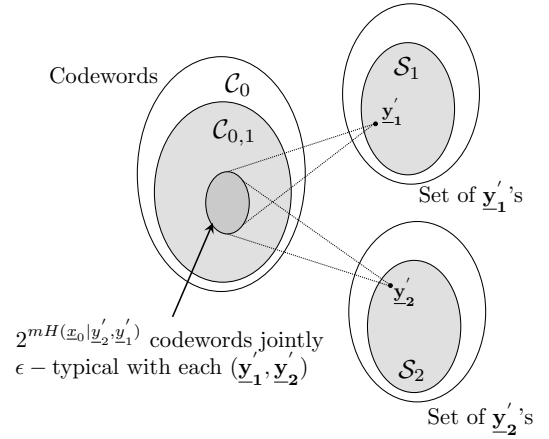 Codewords
𝒞₀
𝒞₀,₁
𝒮₁
y₁′
Set of y₁′'s
y₂′
𝒮₂
Set of y₂′'s
2^{mH(x₀|y₂′,y₁′)} codewords jointly
ϵ − typical with each (y₁′, y₂′)